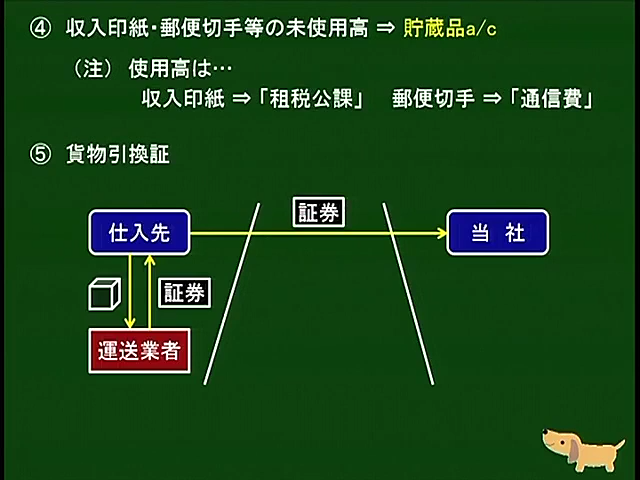 ④ 収入印紙・郵便切手等の未使用高 ⇒ 貯蔵品a/c
(注) 使用高は…
収入印紙 ⇒「租税公課」 郵便切手 ⇒「通信費」
⑤ 貨物引換証
証券
仕入先
当 社
証券
運送業者